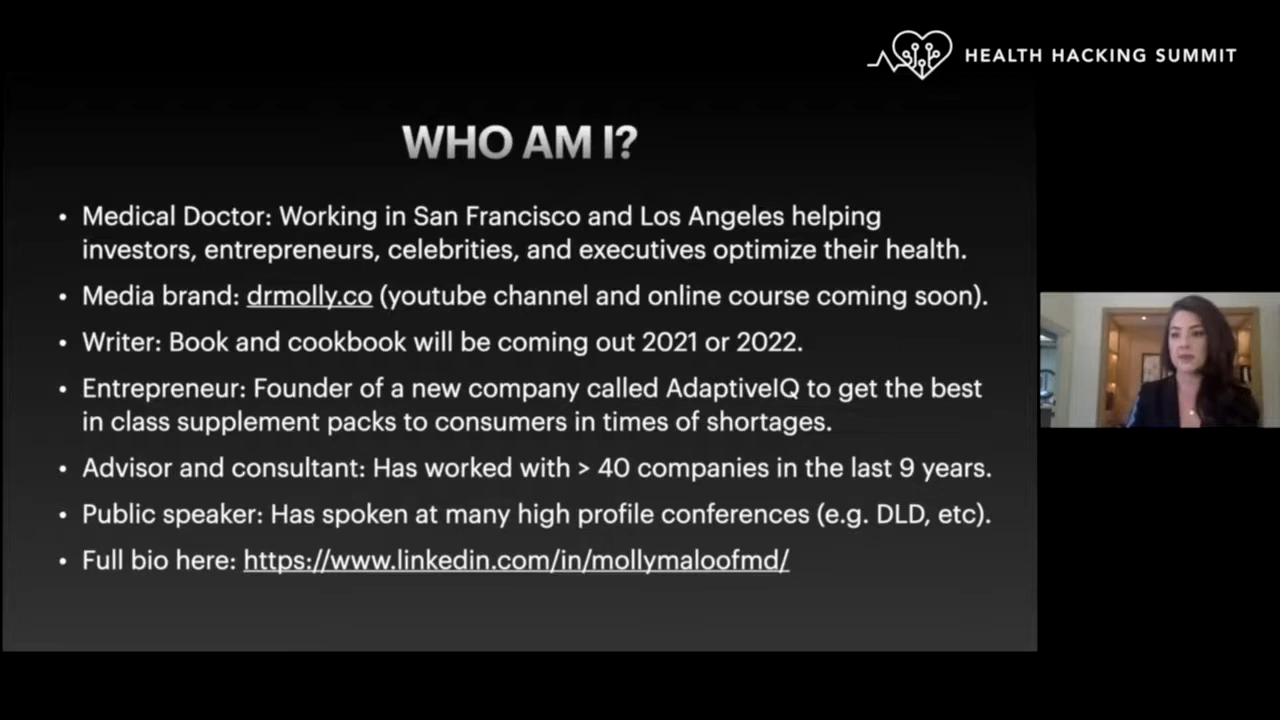 HEALTH HACKING SUMMIT
WHO AM I?
• Medical Doctor: Working in San Francisco and Los Angeles helping
investors, entrepreneurs, celebrities, and executives optimize their health.
• Media brand: drmolly.co (youtube channel and online course coming soon).
• Writer: Book and cookbook will be coming out 2021 or 2022.
• Entrepreneur: Founder of a new company called AdaptiveIQ to get the best
in class supplement packs to consumers in times of shortages.
• Advisor and consultant: Has worked with > 40 companies in the last 9 years.
• Public speaker: Has spoken at many high profile conferences (e.g. DLD, etc).
• Full bio here: https://www.linkedin.com/in/mollymaloofmd/